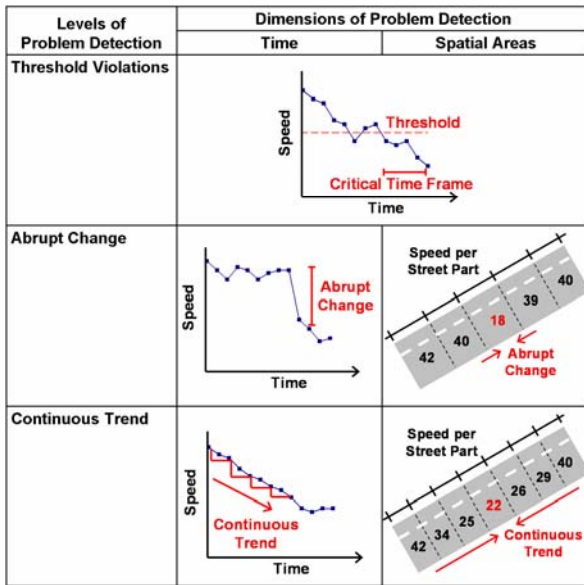 Levels of
Problem Detection
Dimensions of Problem Detection
Time
Spatial Areas
Threshold Violations
Speed
Threshold
Critical Time Frame
Time
Abrupt Change
Speed
Abrupt
Change
Time
Speed per
Street Part
42
40
18
39
40
Abrupt
Change
Continuous Trend
Speed
Continuous
Trend
Time
Speed per
Street Part
42
34
25
22
26
29
40
Continuous
Trend